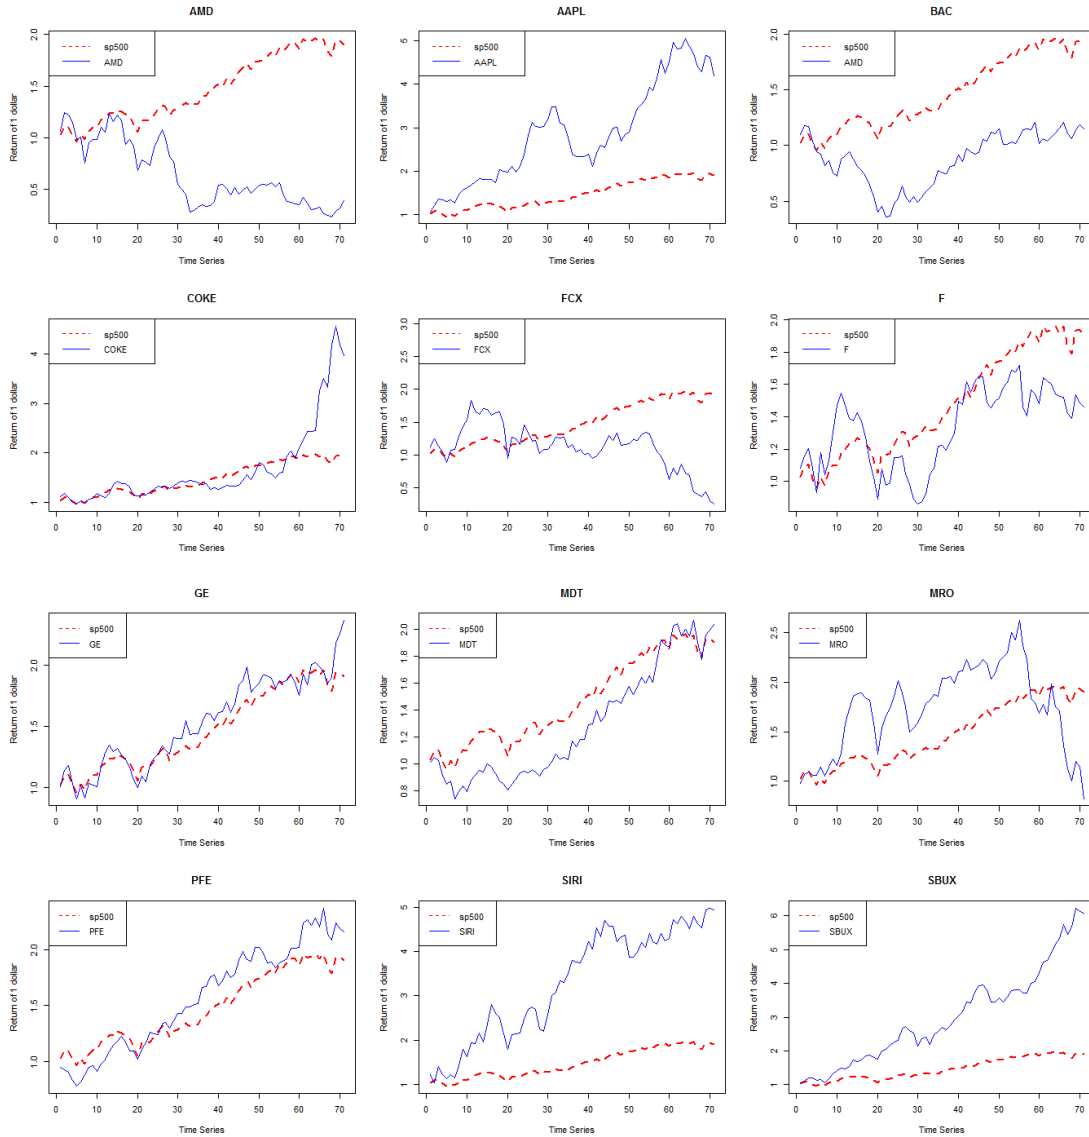 AMD
sp500
AMD
Return of 1 dollar
0.5 1.0 1.5 2.0
0 10 20 30 40 50 60 70
Time Series
AAPL
sp500
AAPL
Return of 1 dollar
1 2 3 4 5
0 10 20 30 40 50 60 70
Time Series
BAC
sp500
AMD
Return of 1 dollar
0.5 1.0 1.5 2.0
0 10 20 30 40 50 60 70
Time Series
COKE
sp500
COKE
Return of 1 dollar
1 2 3 4
0 10 20 30 40 50 60 70
Time Series
FCX
sp500
FCX
Return of 1 dollar
0.5 1.0 1.5 2.0 2.5 3.0
0 10 20 30 40 50 60 70
Time Series
F
sp500
F
Return of 1 dollar
1.0 1.2 1.4 1.6 1.8 2.0
0 10 20 30 40 50 60 70
Time Series
GE
sp500
GE
Return of 1 dollar
1.0 1.5 2.0
0 10 20 30 40 50 60 70
Time Series
MDT
sp500
MDT
Return of 1 dollar
0.8 1.0 1.2 1.4 1.6 1.8 2.0
0 10 20 30 40 50 60 70
Time Series
MRO
sp500
MRO
Return of 1 dollar
1.0 1.5 2.0 2.5
0 10 20 30 40 50 60 70
Time Series
PFE
sp500
PFE
Return of 1 dollar
1.0 1.5 2.0
0 10 20 30 40 50 60 70
Time Series
SIRI
sp500
SIRI
Return of 1 dollar
1 2 3 4 5
0 10 20 30 40 50 60 70
Time Series
SBUX
sp500
SBUX
Return of 1 dollar
1 2 3 4 5 6
0 10 20 30 40 50 60 70
Time Series